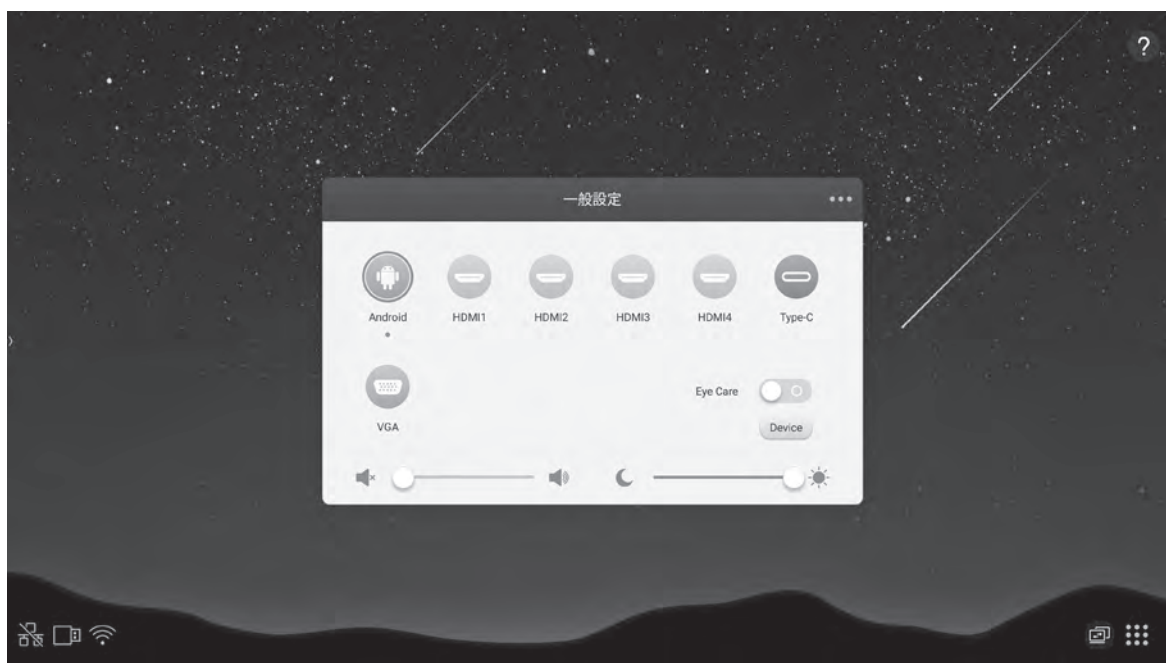 ?
一般設定
Android HDMI1 HDMI2 HDMI3 HDMI4 Type-C
VGA Eye Care
Device